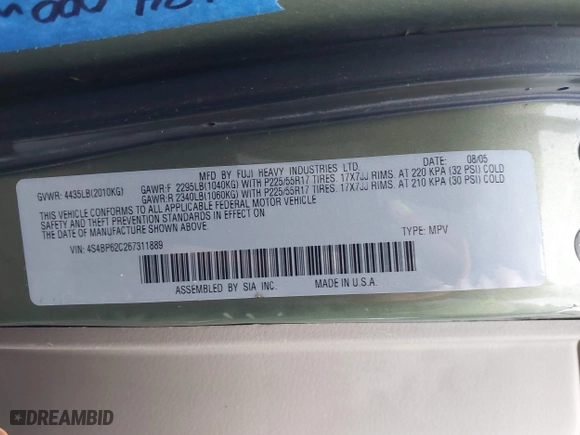 MFD BY FUJI HEAVY INDUSTRIES LTD. DATE: 08/05
GVWR: 4435LB(2010KG) GAWR:F 2295LB(1040KG) WITH P225/55R17 TIRES. 17X7JJ RIMS. AT 220 KPA (32 PSI) COLD
GAWR:R 2340LB(1060KG) WITH P225/55R17 TIRES. 17X7JJ RIMS. AT 210 KPA (30 PSI) COLD
THIS VEHICLE CONFORMS TO ALL APPLICABLE FEDERAL MOTOR VEHICLE
SAFETY AND THEFT PREVENTION STANDARDS IN EFFECT ON
THE DATE OF MANUFACTURE SHOWN ABOVE.
VIN: 4S4BP62C267311889 TYPE: MPV
ASSEMBLED BY SIA INC. MADE IN U.S.A.
DREAMBID